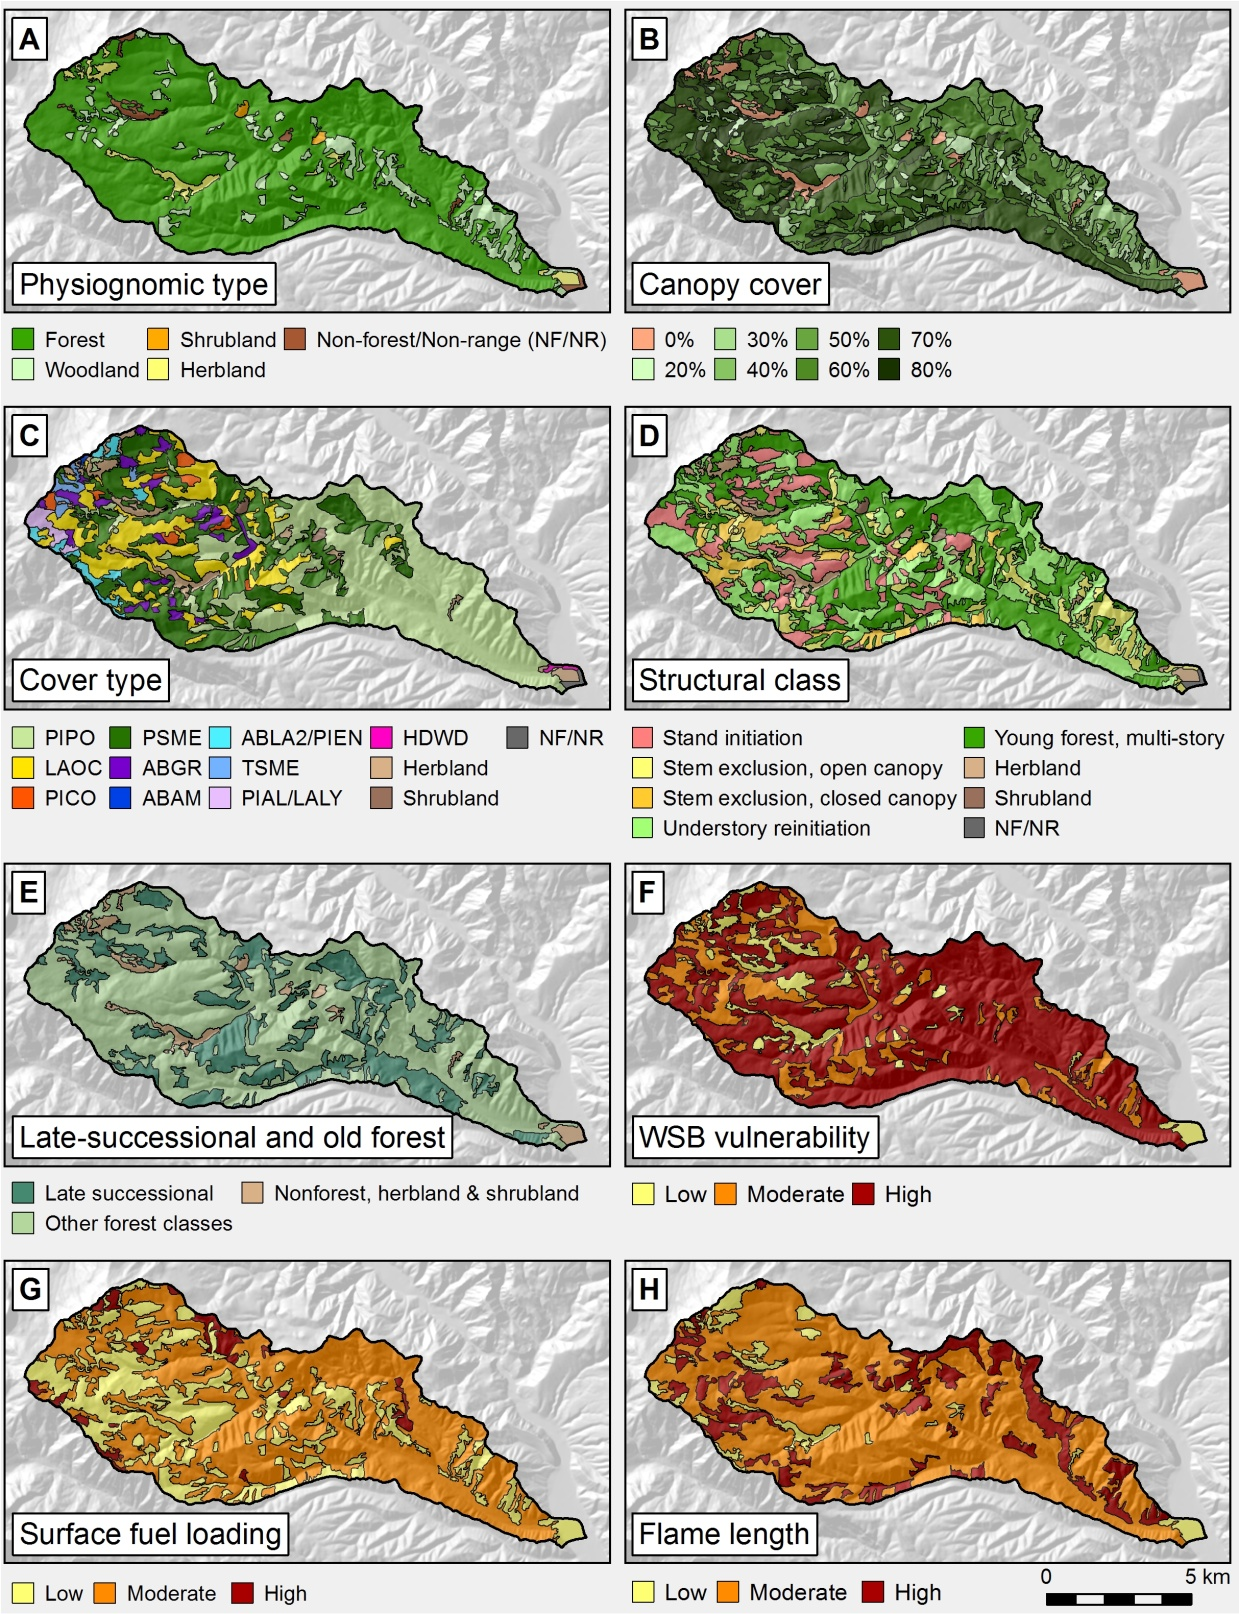 A
B
Physiognomic type
Canopy cover
Forest Shrubland Non-forest/Non-range (NF/NR)
Woodland Herbland
0% 30% 50% 70%
20% 40% 60% 80%
C
D
Cover type
Structural class
PIPO PSME ABLA2/PIEN HDWD NF/NR
LAOC ABGR TSME Herbland
PICO ABAM PIAL/LALY Shrubland
Stand initiation Young forest, multi-story
Stem exclusion, open canopy Herbland
Stem exclusion, closed canopy Shrubland
Understory reinitiation NF/NR
E
F
Late-successional and old forest
WSB vulnerability
Late successional Nonforest, herbland & shrubland
Other forest classes
Low Moderate High
G
H
Surface fuel loading
Flame length
Low Moderate High
Low Moderate High
0 5 km